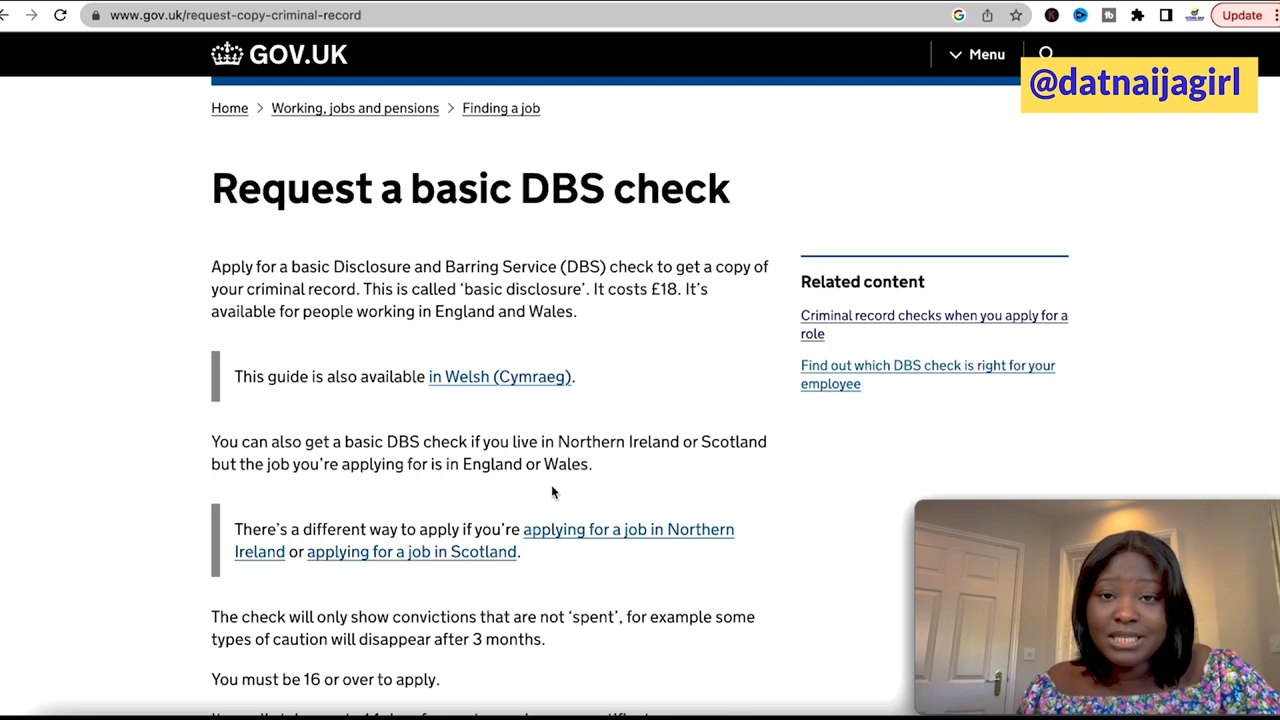 www.gov.uk/request-copy-criminal-record
Update
GOV.UK
Menu
@datnaijagirl
Home > Working, jobs and pensions > Finding a job
Request a basic DBS check
Apply for a basic Disclosure and Barring Service (DBS) check to get a copy of
your criminal record. This is called ‘basic disclosure’. It costs £18. It’s
available for people working in England and Wales.
This guide is also available in Welsh (Cymraeg).
You can also get a basic DBS check if you live in Northern Ireland or Scotland
but the job you’re applying for is in England or Wales.
There’s a different way to apply if you’re applying for a job in Northern
Ireland or applying for a job in Scotland.
The check will only show convictions that are not ‘spent’, for example some
types of caution will disappear after 3 months.
You must be 16 or over to apply.
Related content
Criminal record checks when you apply for a
role
Find out which DBS check is right for your
employee